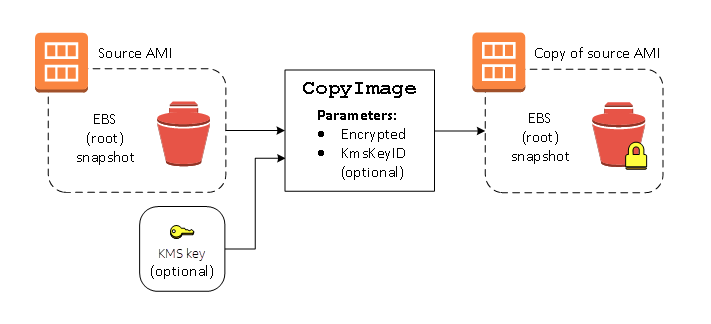 Source AMI
EBS
(root)
snapshot
CopyImage
Parameters:
Encrypted
KmsKeyID
(optional)
Copy of source AMI
EBS
(root)
snapshot
KMS key
(optional)